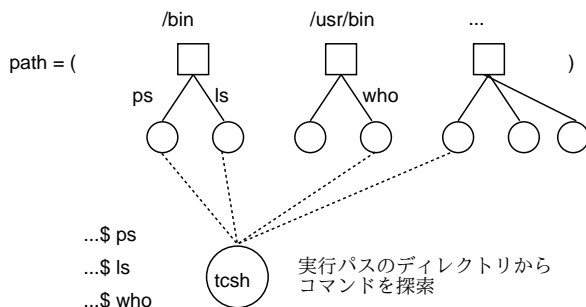 /bin /usr/bin ...
path = ( )
ps ls who
...$ ps
...$ ls
...$ who
tcsh
実行パスのディレクトリから
コマンドを探索